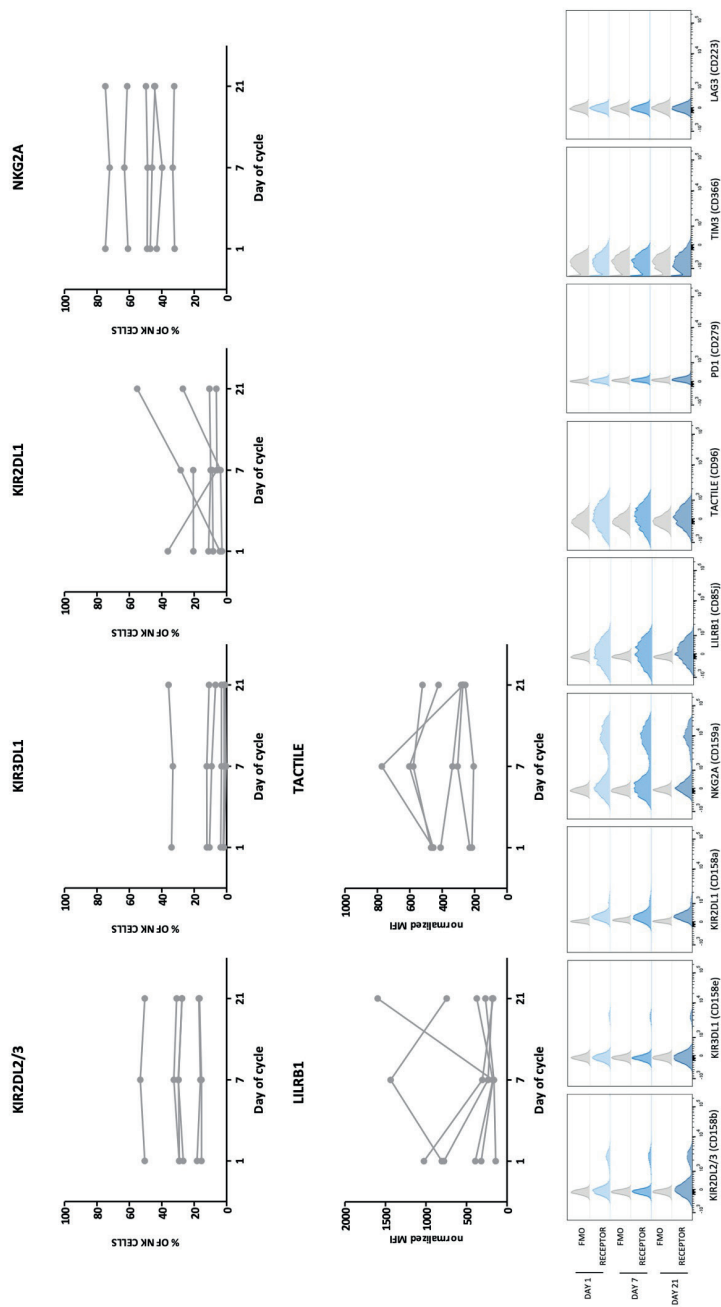 KIR2DL2/3
% OF NK CELLS
100
80
60
40
20
0
1
7
21
Day of cycle
KIR3DL1
% OF NK CELLS
100
80
60
40
20
0
1
7
21
Day of cycle
KIR2DL1
% OF NK CELLS
100
80
60
40
20
0
1
7
21
Day of cycle
NKG2A
% OF NK CELLS
100
80
60
40
20
0
1
7
21
Day of cycle
LILRB1
normalized MFI
2000
1500
1000
500
0
1
7
21
Day of cycle
TACTILE
normalized MFI
1000
800
600
400
200
0
1
7
21
Day of cycle
DAY 1
FMO
RECEPTOR
DAY 7
FMO
RECEPTOR
DAY 21
FMO
RECEPTOR
KIR2DL2/3 (CD158b)
KIR3DL1 (CD158e)
KIR2DL1 (CD158a)
NKG2A (CD159a)
LILRB1 (CD85j)
TACTILE (CD96)
PD1 (CD279)
TIM3 (CD366)
LAG3 (CD223)